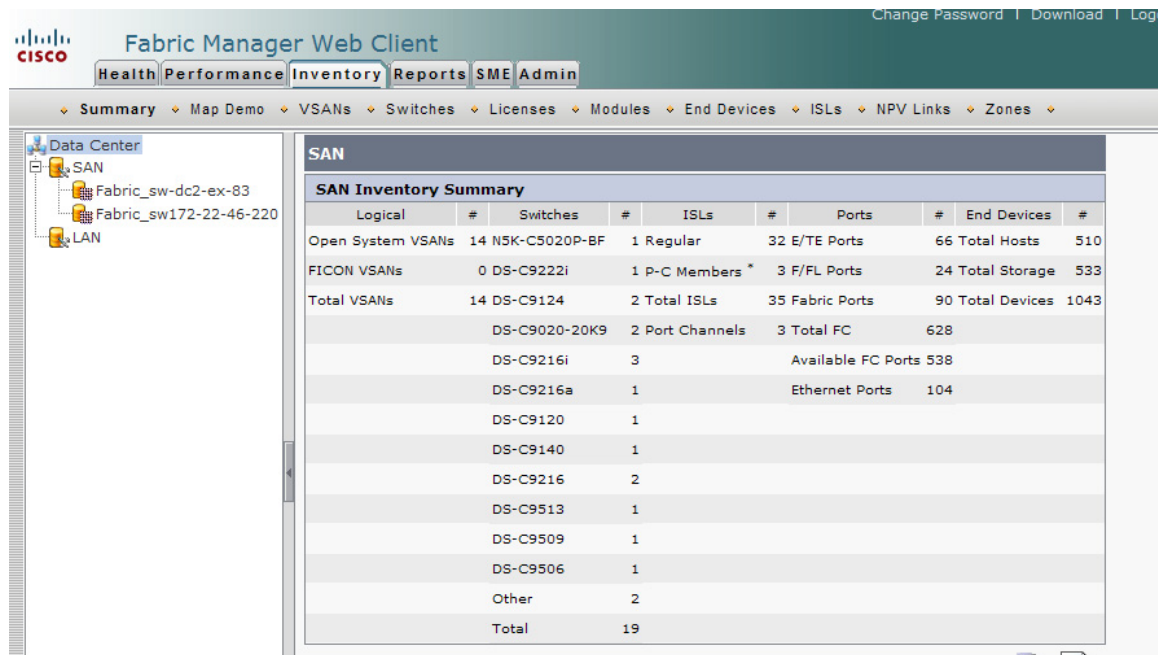 Change Password | Download | Logo
CISCO
Fabric Manager Web Client
Health Performance Inventory Reports SME Admin
Summary Map Demo VSANs Switches Licenses Modules End Devices ISLs NPV Links Zones
Data Center
SAN
Fabric_sw-dc2-ex-83
Fabric_sw172-22-46-220
LAN
SAN
SAN Inventory Summary
Logical # Switches # ISLs # Ports # End Devices #
Open System VSANs 14 N5K-C5020P-BF 1 Regular 32 E/TE Ports 66 Total Hosts 510
FICON VSANs 0 DS-C9222i 1 P-C Members * 3 F/FL Ports 24 Total Storage 533
Total VSANs 14 DS-C9124 2 Total ISLs 35 Fabric Ports 90 Total Devices 1043
DS-C9020-20K9 2 Port Channels 3 Total FC 628
DS-C9216i 3 Available FC Ports 538
DS-C9216a 1 Ethernet Ports 104
DS-C9120 1
DS-C9140 1
DS-C9216 2
DS-C9513 1
DS-C9509 1
DS-C9506 1
Other 2
Total 19